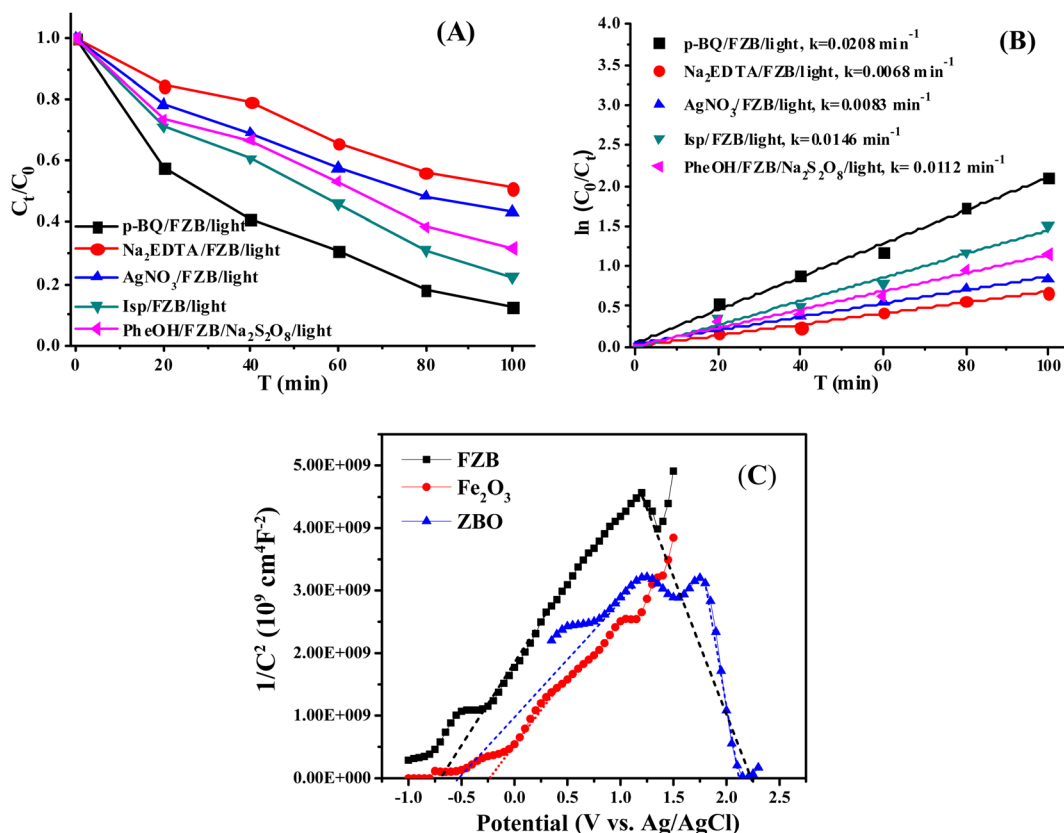 (A)
1.0
0.8
0.6
0.4
0.2
0.0
C_t/C_0
p-BQ/FZB/light
Na₂EDTA/FZB/light
AgNO₃/FZB/light
Isp/FZB/light
PheOH/FZB/Na₂S₂O₈/light
0 20 40 60 80 100
T (min)
(B)
4.0
3.5
3.0
2.5
2.0
1.5
1.0
0.5
0.0
ln (C₀/C_t)
p-BQ/FZB/light, k=0.0208 min⁻¹
Na₂EDTA/FZB/light, k=0.0068 min⁻¹
AgNO₃/FZB/light, k=0.0083 min⁻¹
Isp/FZB/light, k=0.0146 min⁻¹
PheOH/FZB/Na₂S₂O₈/light, k= 0.0112 min⁻¹
0 20 40 60 80 100
T (min)
(C)
5.00E+009
4.00E+009
3.00E+009
2.00E+009
1.00E+009
0.00E+000
1/C² (10⁹ cm⁴F⁻²)
FZB
Fe₂O₃
ZBO
-1.0 -0.5 0.0 0.5 1.0 1.5 2.0 2.5
Potential (V vs. Ag/AgCl)